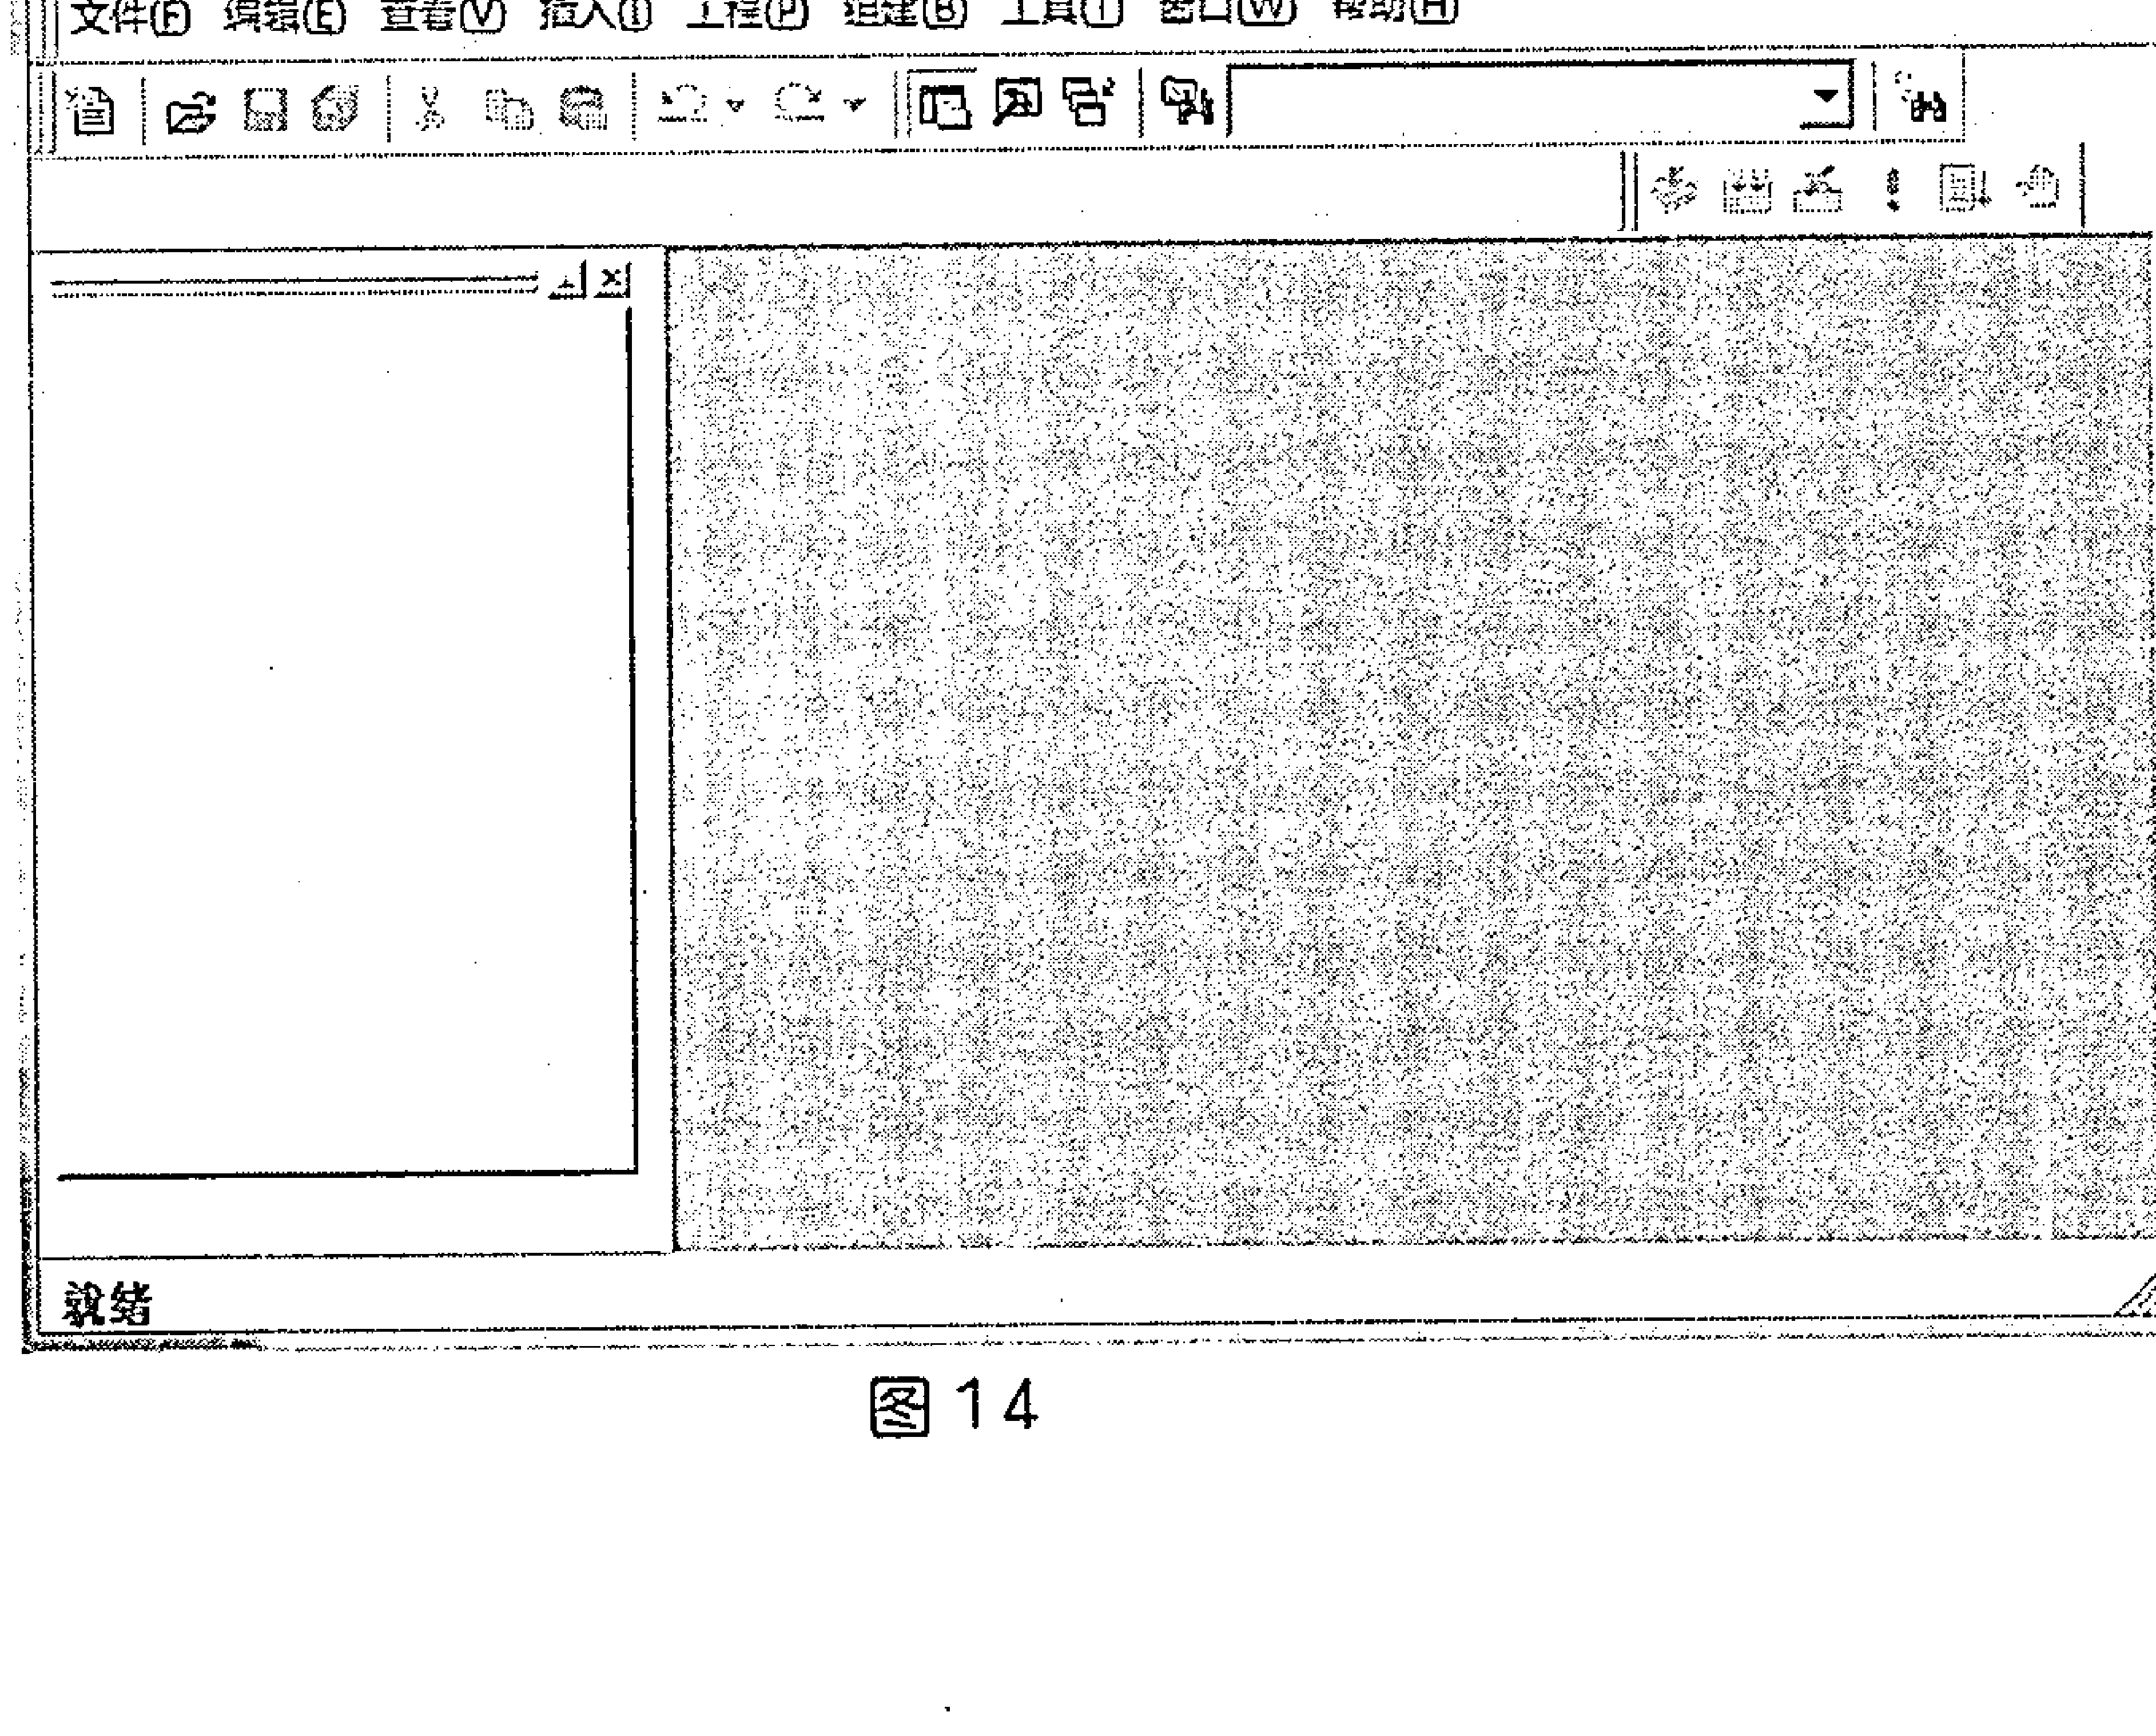 文件(F) 编辑(E) 查看(V) 插入(I) 工程(P) 组建(B) 工具(T) 窗口(W) 帮助(H)
就绪
图 14